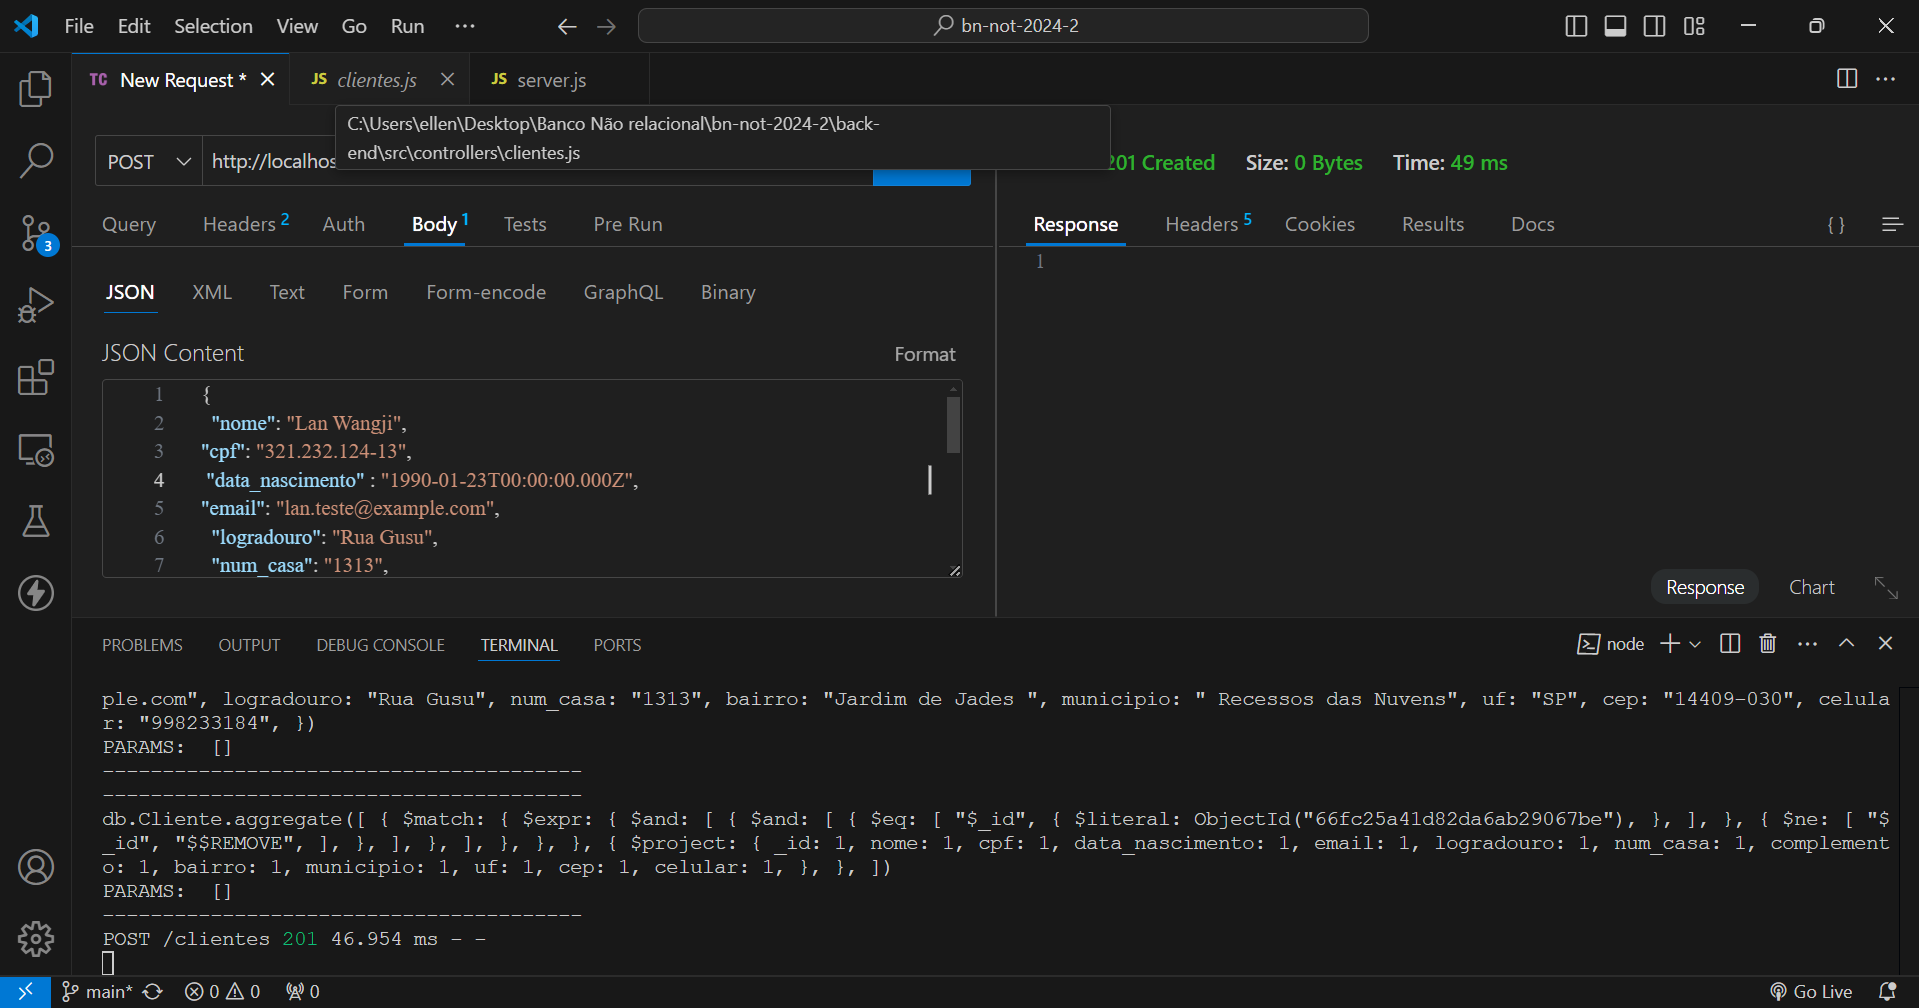 File Edit Selection View Go Run ··· bn-not-2024-2
TC New Request * JS clientes.js JS server.js
C:\Users\ellen\Desktop\Banco Não relacional\bn-not-2024-2\back-
end\src\controllers\clientes.js
POST http://localhos 201 Created Size: 0 Bytes Time: 49 ms
Query Headers 2 Auth Body 1 Tests Pre Run
Response Headers 5 Cookies Results Docs { }
1
JSON XML Text Form Form-encode GraphQL Binary
JSON Content Format
1 {
2 "nome": "Lan Wangji",
3 "cpf": "321.232.124-13",
4 "data_nascimento" : "1990-01-23T00:00:00.000Z",
5 "email": "lan.teste@example.com",
6 "logradouro": "Rua Gusu",
7 "num_casa": "1313",
Response Chart
3
PROBLEMS OUTPUT DEBUG CONSOLE TERMINAL PORTS node
ple.com", logradouro: "Rua Gusu", num_casa: "1313", bairro: "Jardim de Jades ", municipio: " Recessos das Nuvens", uf: "SP", cep: "14409-030", celula
r: "998233184", })
PARAMS: []
----------------------------------------
----------------------------------------
db.Cliente.aggregate([ { $match: { $expr: { $and: [ { $and: [ { $eq: [ "$_id", { $literal: ObjectId("66fc25a41d82da6ab29067be"), }, ], }, { $ne: [ "$
_id", "$$REMOVE", ], }, ], }, ], }, }, }, { $project: { _id: 1, nome: 1, cpf: 1, data_nascimento: 1, email: 1, logradouro: 1, num_casa: 1, complement
o: 1, bairro: 1, municipio: 1, uf: 1, cep: 1, celular: 1, }, }, ])
PARAMS: []
----------------------------------------
POST /clientes 201 46.954 ms - -
main* 0 0 0 Go Live